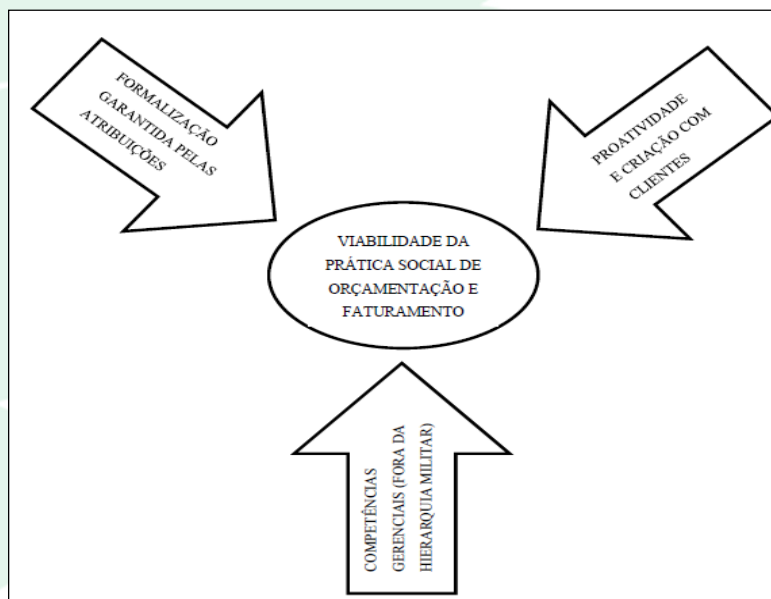 FORMALIZAÇÃO
GARANTIDA PELAS
ATRIBUIÇÕES
PROATIVIDADE
E CRIAÇÃO COM
CLIENTES
VIABILIDADE DA
PRÁTICA SOCIAL DE
ORÇAMENTAÇÃO E
FATURAMENTO
COMPETÊNCIAS
GERENCIAIS (FORA DA
HIERARQUIA MILITAR)